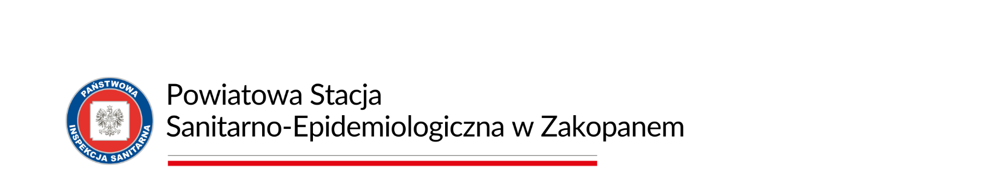 PAŃSTWOWA
INSPEKCJA SANITARNA
Powiatowa Stacja
Sanitarno-Epidemiologiczna w Zakopanem